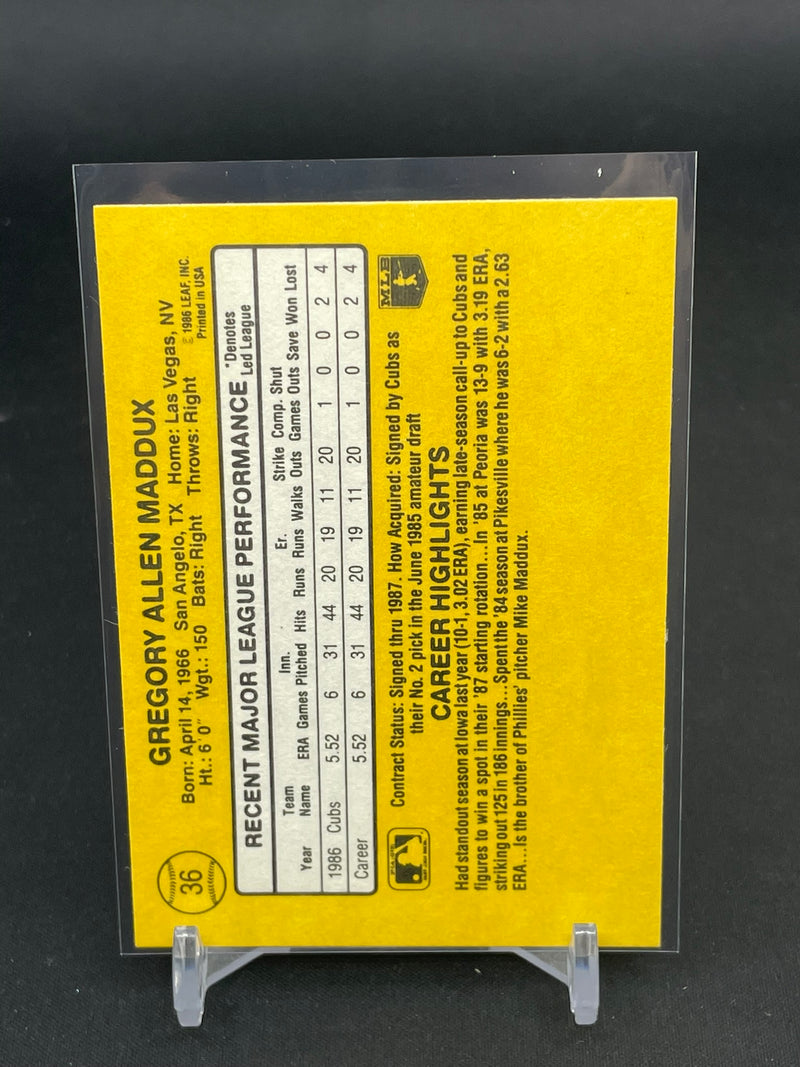 36
GREGORY ALLEN MADDUX
Born: April 14, 1966 San Angelo, TX Home: Las Vegas, NV
Ht.: 6'0" Wgt.: 150 Bats: Right Throws: Right
© 1986 LEAF, INC.
Printed in USA
RECENT MAJOR LEAGUE PERFORMANCE
*Denotes
Led League
Year Team Name ERA Games Inn. Pitched Hits Runs Er. Runs Walks Strike Outs Comp. Games Shut Outs Save Won Lost
1986 Cubs 5.52 6 31 44 20 19 11 20 1 0 0 2 4
Career 5.52 6 31 44 20 19 11 20 1 0 0 2 4
Contract Status: Signed thru 1987. How Acquired: Signed by Cubs as
their No. 2 pick in the June 1985 amateur draft
MLB
CAREER HIGHLIGHTS
Had standout season at Iowa last year (10-1, 3.02 ERA), earning late-season call-up to Cubs and
figures to win a spot in their '87 starting rotation...In '85 at Peoria was 13-9 with 3.19 ERA,
striking out 125 in 186 innings...Spent the '84 season at Pikesville where he was 6-2 with a 2.63
ERA...Is the brother of Phillies' pitcher Mike Maddux.